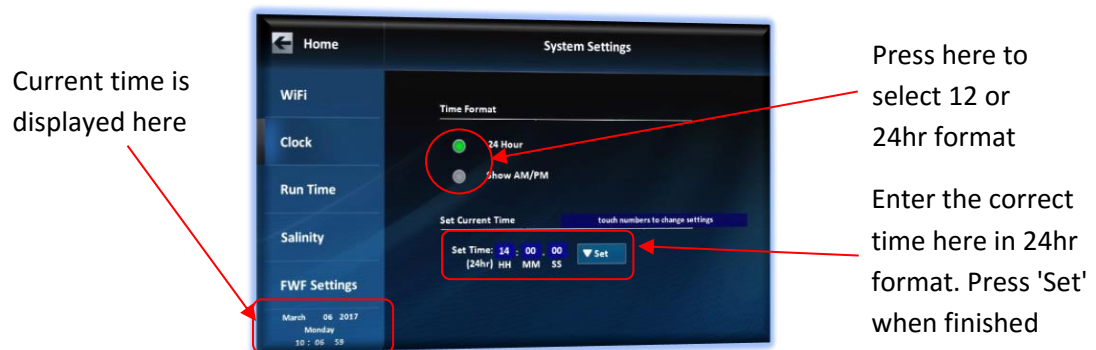 Current time is
displayed here
Home
System Settings
WiFi
Clock
Run Time
Salinity
FWF Settings
March 06 2017
Monday
10 : 06 59
Time Format
24 Hour
Show AM/PM
Set Current Time
touch numbers to change settings
Set Time: 14 : 00 . 00
(24hr) HH MM SS
Set
Press here to
select 12 or
24hr format
Enter the correct
time here in 24hr
format. Press 'Set'
when finished